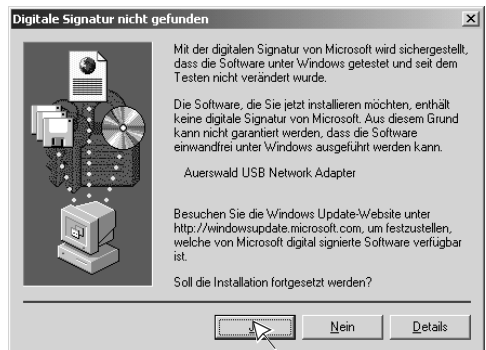 Digitale Signatur nicht gefunden
Mit der digitalen Signatur von Microsoft wird sichergestellt,
dass die Software unter Windows getestet und seit dem
Testen nicht verändert wurde.
Die Software, die Sie jetzt installieren möchten, enthält
keine digitale Signatur von Microsoft. Aus diesem Grund
kann nicht garantiert werden, dass die Software
einwandfrei unter Windows ausgeführt werden kann.
Auerswald USB Network Adapter
Besuchen Sie die Windows Update-Website unter
http://windowsupdate.microsoft.com, um festzustellen,
welche von Microsoft digital signierte Software verfügbar
ist.
Soll die Installation fortgesetzt werden?
Nein Details